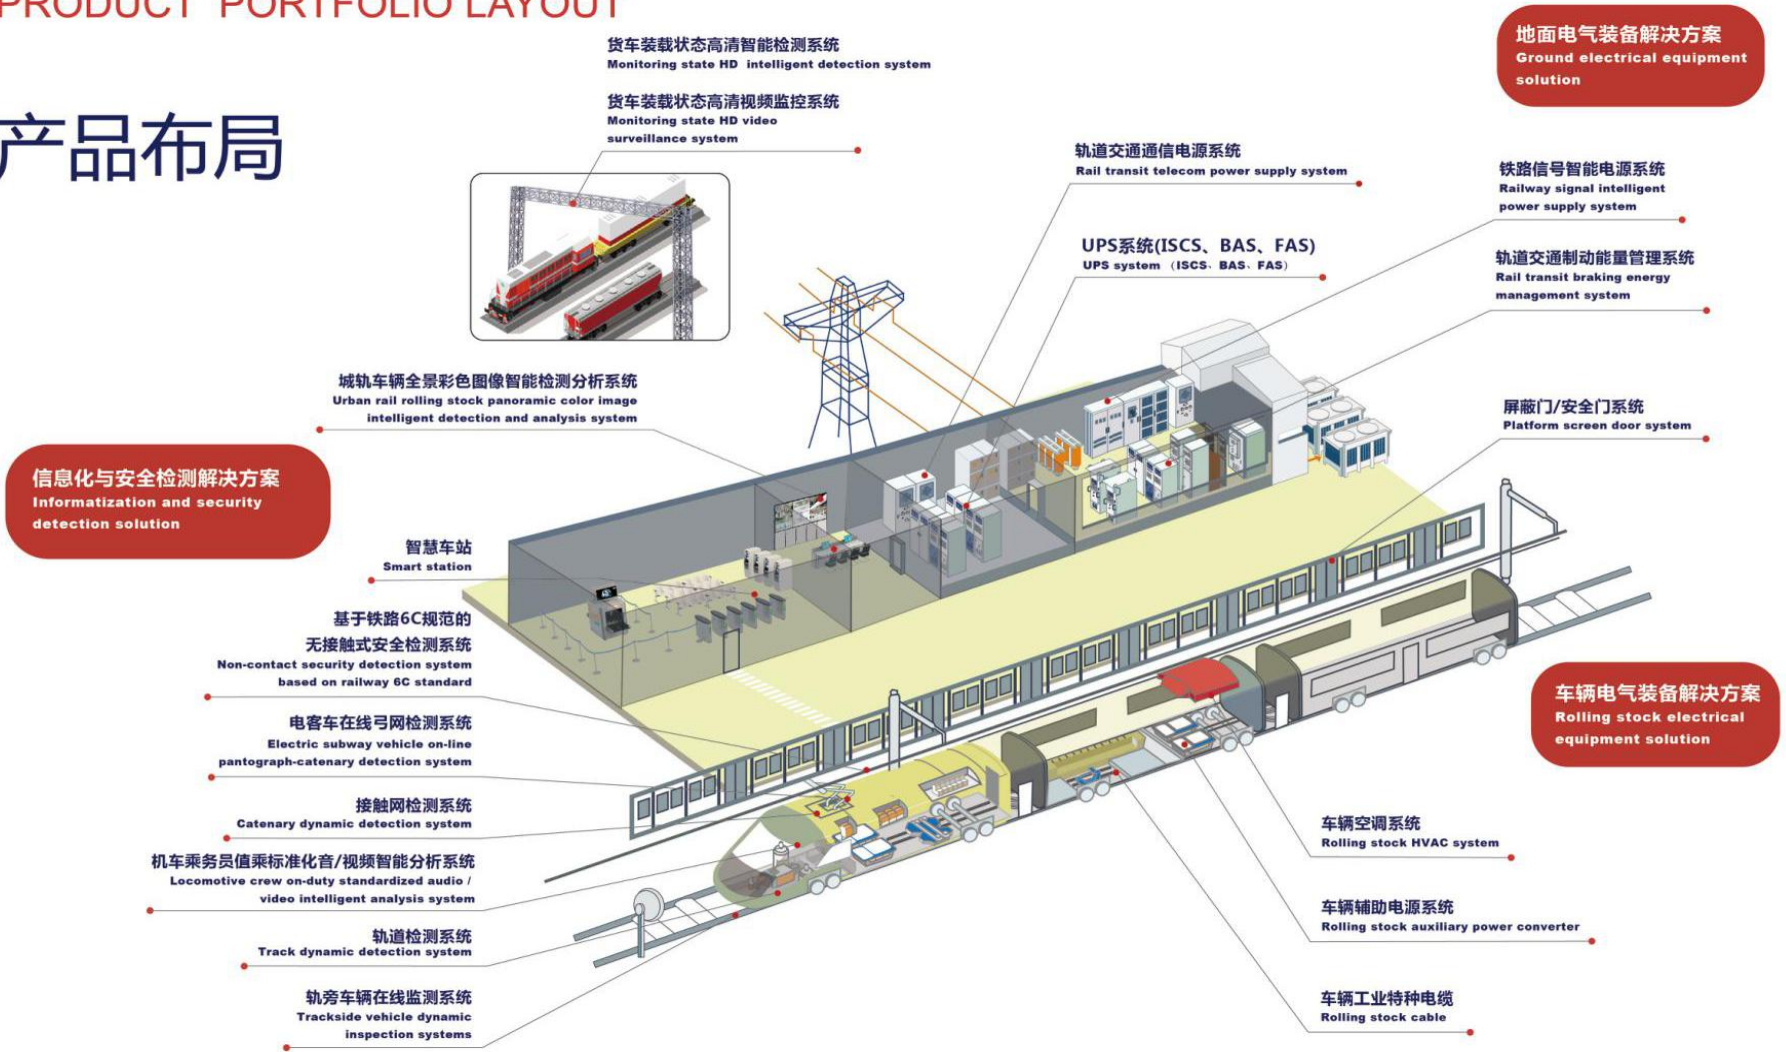 PRODUCT PORTFOLIO LAYOUT
产品布局
货车装载状态高清智能检测系统
Monitoring state HD intelligent detection system
货车装载状态高清视频监控系统
Monitoring state HD video
surveillance system
地面电气装备解决方案
Ground electrical equipment
solution
轨道交通通信电源系统
Rail transit telecom power supply system
铁路信号智能电源系统
Railway signal intelligent
power supply system
UPS系统(ISCS、BAS、FAS)
UPS system （ISCS、BAS、FAS）
轨道交通制动能量管理系统
Rail transit braking energy
management system
城轨车辆全景彩色图像智能检测分析系统
Urban rail rolling stock panoramic color image
intelligent detection and analysis system
屏蔽门/安全门系统
Platform screen door system
信息化与安全检测解决方案
Informatization and security
detection solution
智慧车站
Smart station
基于铁路6C规范的
无接触式安全检测系统
Non-contact security detection system
based on railway 6C standard
电客车在线弓网检测系统
Electric subway vehicle on-line
pantograph-catenary detection system
接触网检测系统
Catenary dynamic detection system
机车乘务员值乘标准化音/视频智能分析系统
Locomotive crew on-duty standardized audio /
video intelligent analysis system
轨道检测系统
Track dynamic detection system
轨旁车辆在线监测系统
Trackside vehicle dynamic
inspection systems
车辆电气装备解决方案
Rolling stock electrical
equipment solution
车辆空调系统
Rolling stock HVAC system
车辆辅助电源系统
Rolling stock auxiliary power converter
车辆工业特种电缆
Rolling stock cable